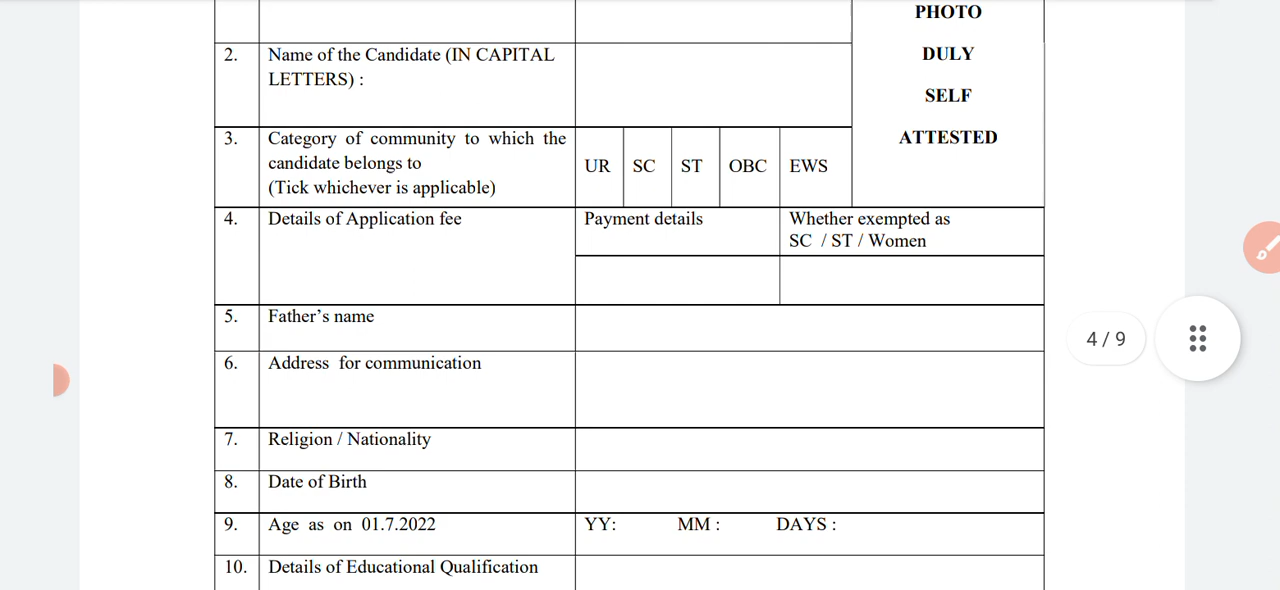 PHOTO
DULY
SELF
ATTESTED
2. Name of the Candidate (IN CAPITAL
LETTERS) :
3. Category of community to which the
candidate belongs to
(Tick whichever is applicable)
UR SC ST OBC EWS
4. Details of Application fee
Payment details
Whether exempted as
SC / ST / Women
5. Father's name
6. Address for communication
7. Religion / Nationality
8. Date of Birth
9. Age as on 01.7.2022 YY: MM : DAYS :
10. Details of Educational Qualification
4 / 9
D